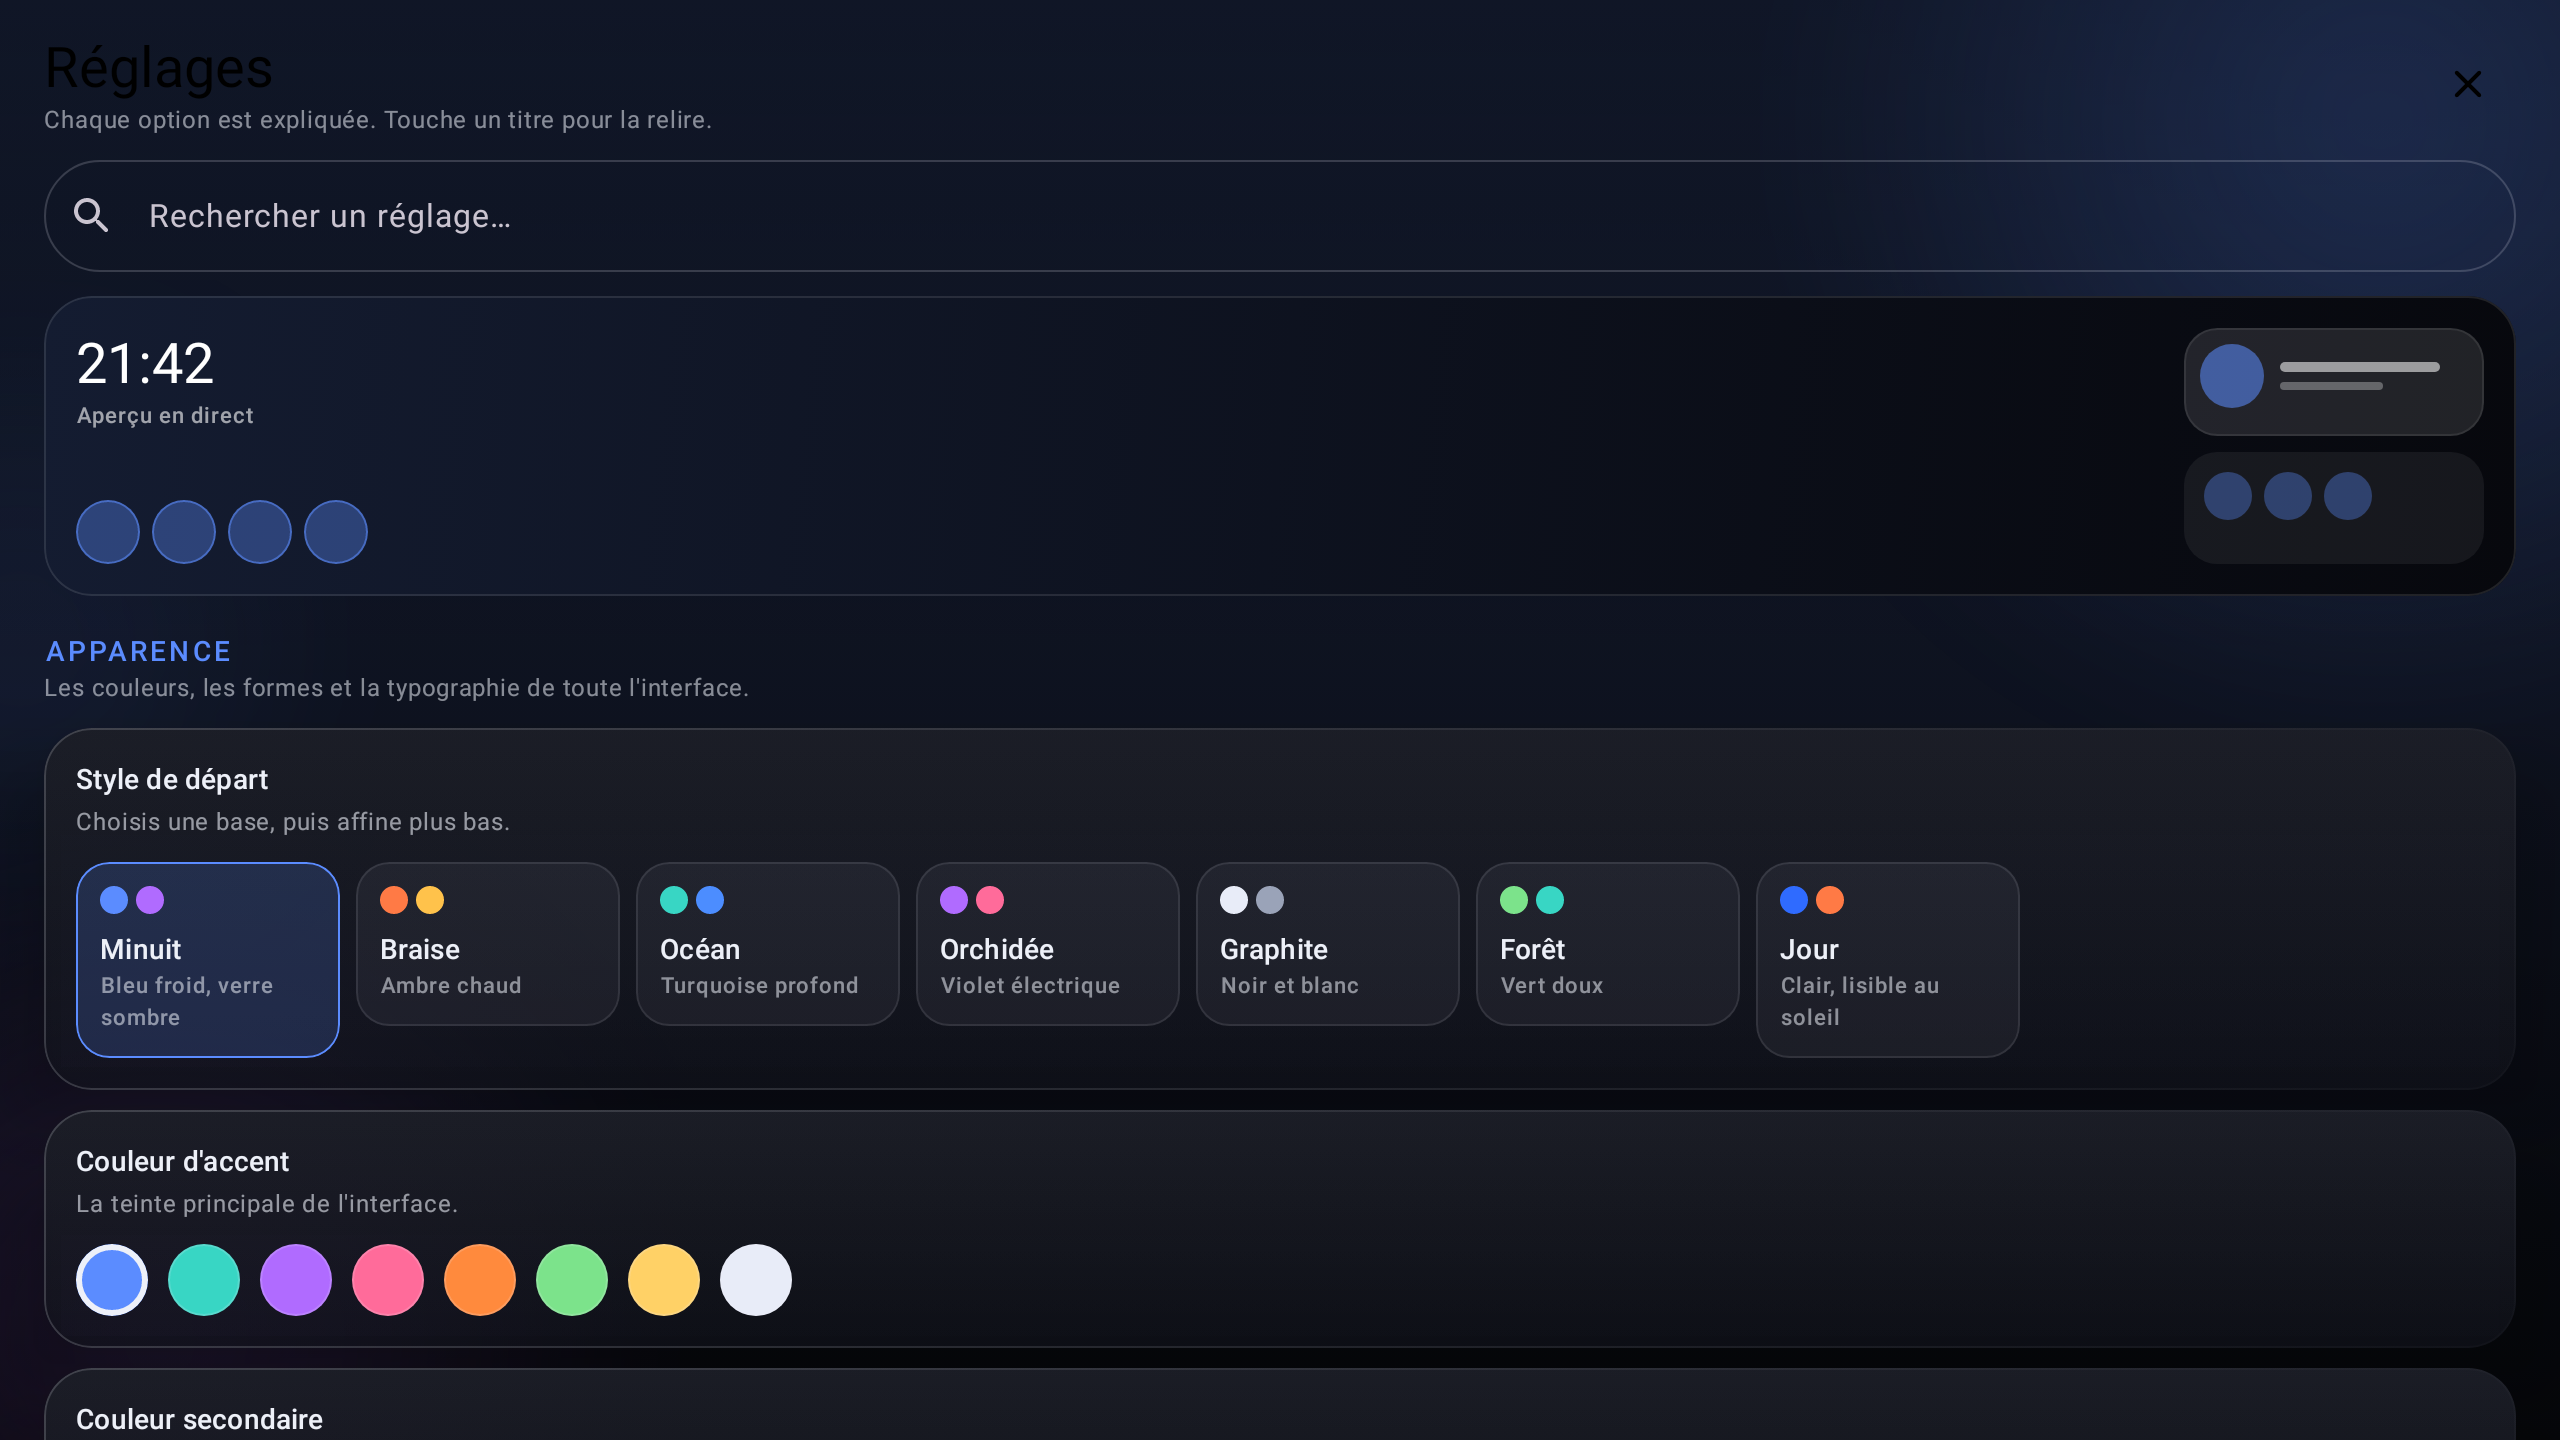 Réglages
Chaque option est expliquée. Touche un titre pour la relire.
Rechercher un réglage…
21:42
Aperçu en direct
APPARENCE
Les couleurs, les formes et la typographie de toute l'interface.
Style de départ
Choisis une base, puis affine plus bas.
Minuit
Bleu froid, verre
sombre
Braise
Ambre chaud
Océan
Turquoise profond
Orchidée
Violet électrique
Graphite
Noir et blanc
Forêt
Vert doux
Jour
Clair, lisible au
soleil
Couleur d'accent
La teinte principale de l'interface.
Couleur secondaire